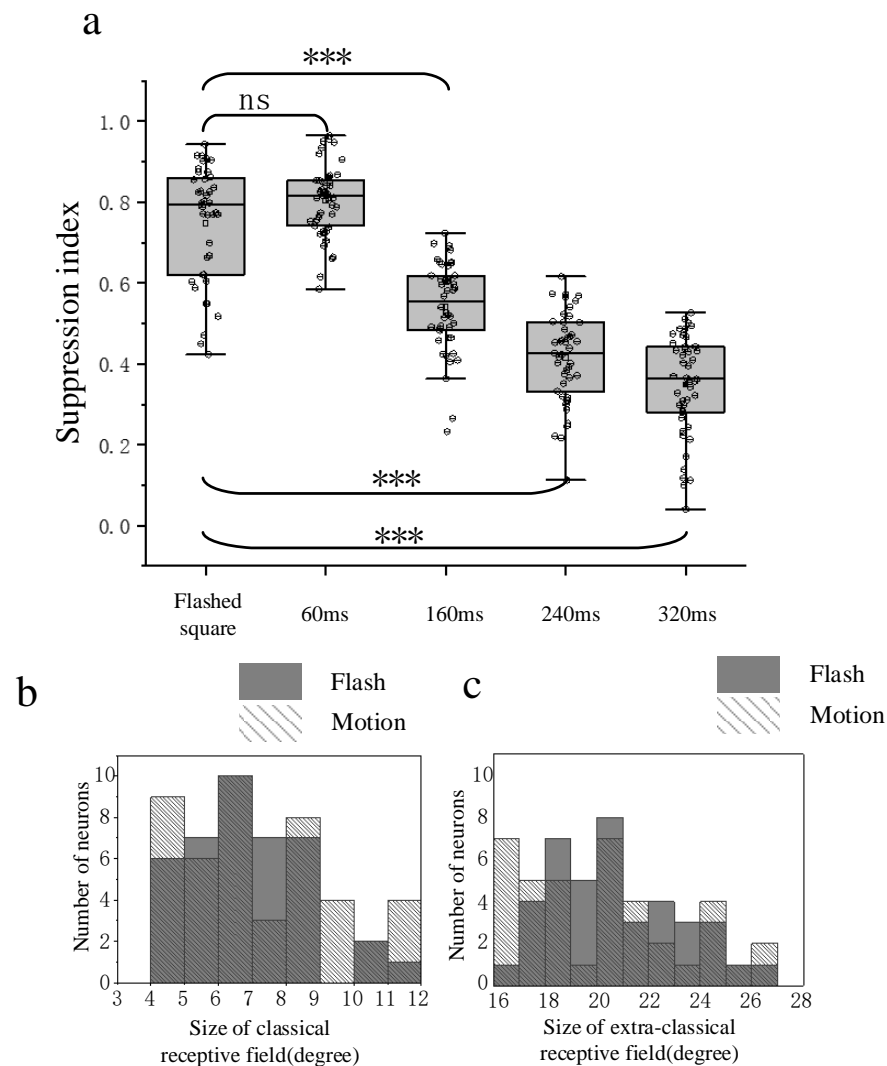 a
***
ns
1.0
0.8
0.6
0.4
0.2
0.0
Suppression index
***
***
Flashed
square
60ms
160ms
240ms
320ms
b
Flash
Motion
10
8
6
4
2
0
Number of neurons
3 4 5 6 7 8 9 10 11 12
Size of classical
receptive field(degree)
c
Flash
Motion
10
8
6
4
2
0
Number of neurons
16 18 20 22 24 26 28
Size of extra-classical
receptive field(degree)